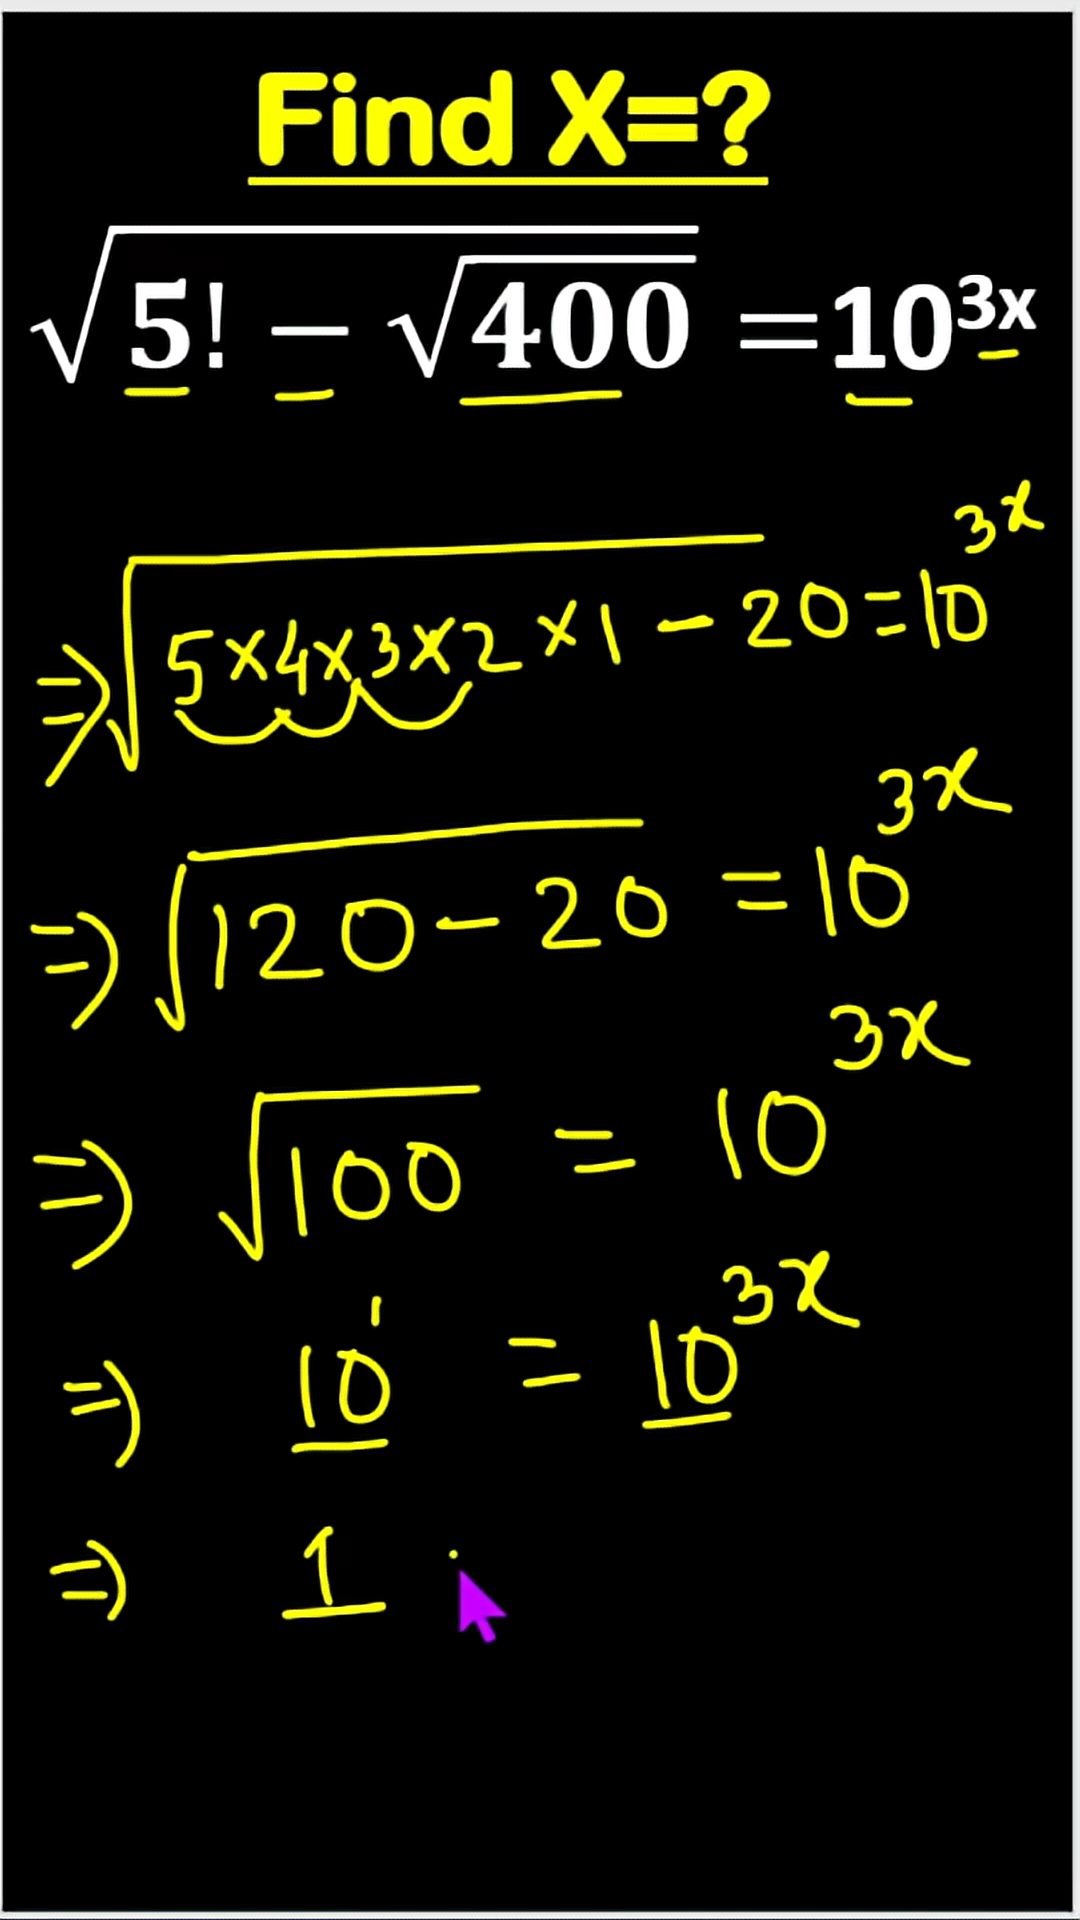 Find X=?
√(5! − √400) =10^3x
⇒ √(5×4×3×2×1 − 20) = 10^3x
⇒ √(120 − 20) = 10^3x
⇒ √100 = 10^3x
⇒ 10^1 = 10^3x
⇒ 1